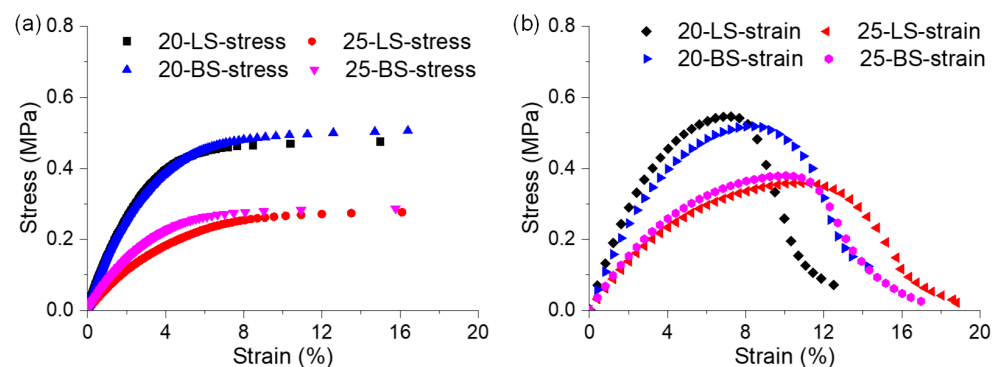 (a)
20-LS-stress 25-LS-stress
20-BS-stress 25-BS-stress
Stress (MPa)
0.8
0.6
0.4
0.2
0.0
0 4 8 12 16 20
Strain (%)
(b)
20-LS-strain 25-LS-strain
20-BS-strain 25-BS-strain
Stress (MPa)
0.8
0.6
0.4
0.2
0.0
0 4 8 12 16 20
Strain (%)